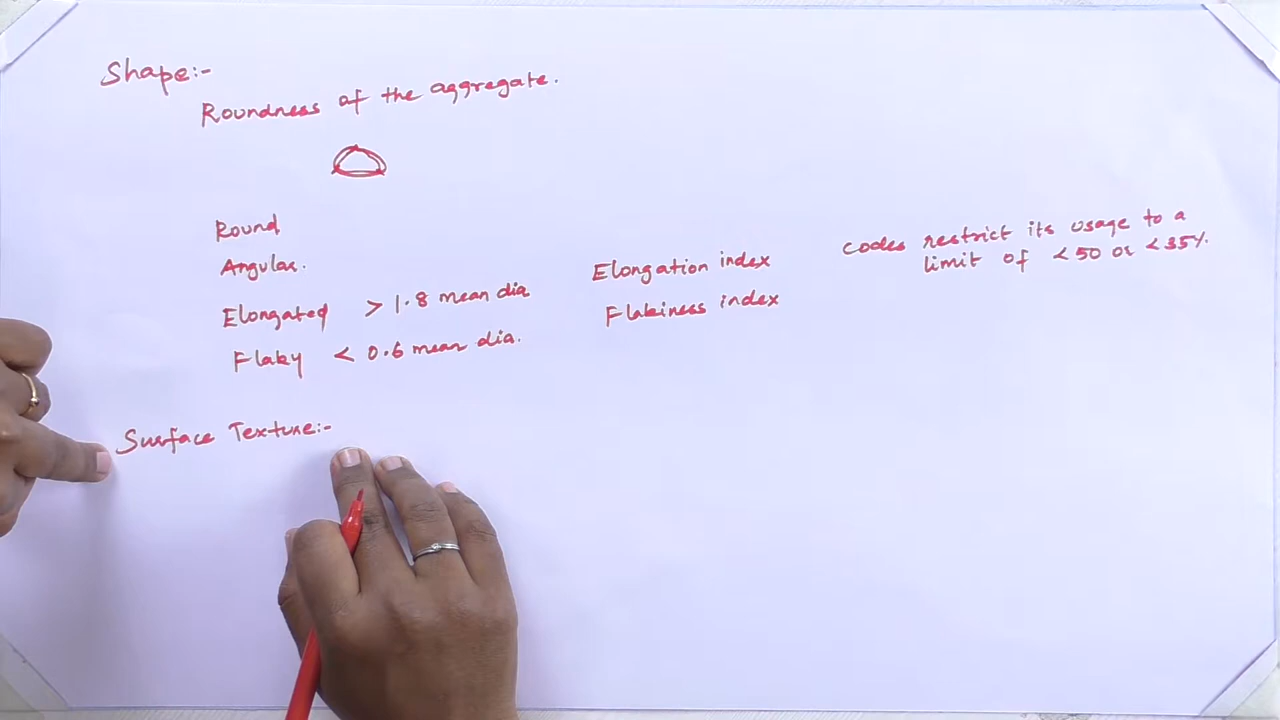 Shape:-
Roundness of the aggregate.
Round
Angular.
Elongated > 1.8 mean dia
Flaky < 0.6 mean dia.
Elongation index
Flakiness index
codes restrict its usage to a
limit of < 50 or < 35%.
Surface Texture:-